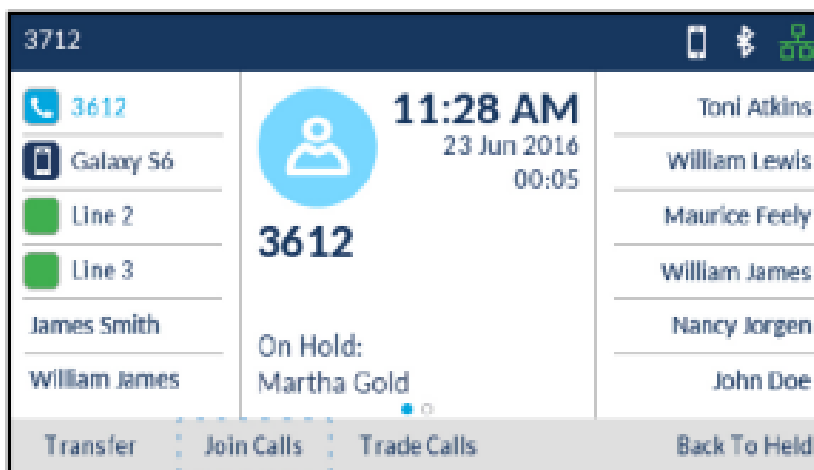 3712
3612
Galaxy S6
Line 2
Line 3
James Smith
William James
11:28 AM
23 Jun 2016
00:05
3612
On Hold:
Martha Gold
Toni Atkins
William Lewis
Maurice Feely
William James
Nancy Jorgen
John Doe
Transfer
Join Calls
Trade Calls
Back To Held